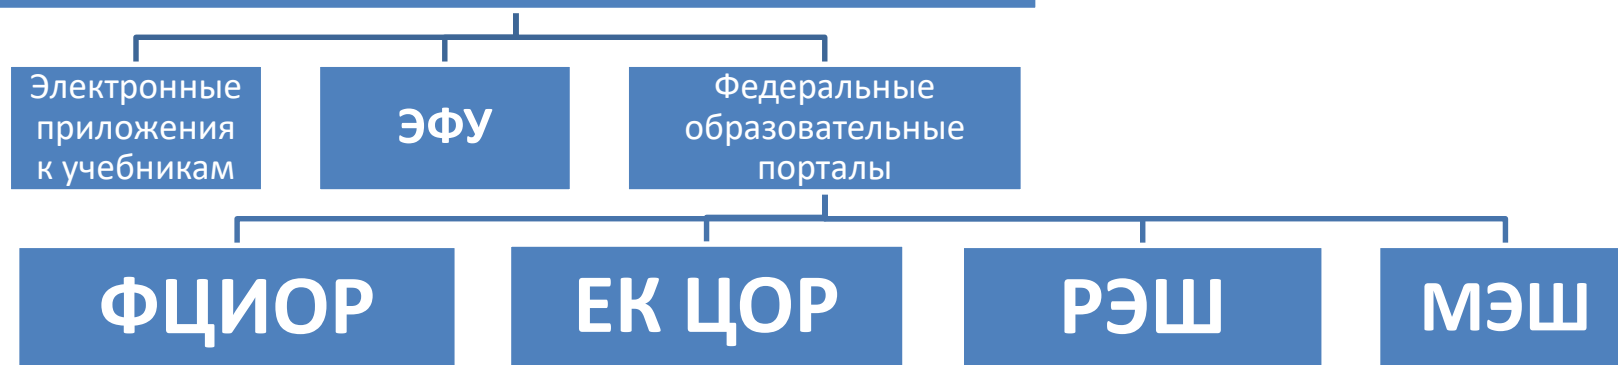 Электронные
приложения
к учебникам
ЭФУ
Федеральные
образовательные
порталы
ФЦИОР
ЕК ЦОР
РЭШ
МЭШ